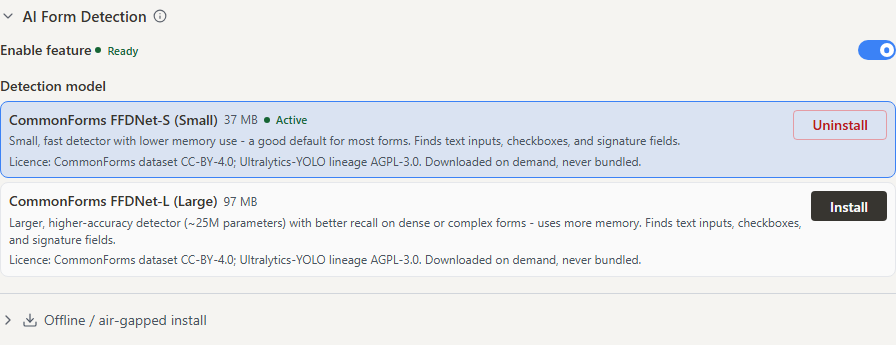 AI Form Detection
Enable feature Ready
Detection model
CommonForms FFDNet-S (Small) 37 MB Active
Uninstall
Small, fast detector with lower memory use - a good default for most forms. Finds text inputs, checkboxes, and signature fields.
Licence: CommonForms dataset CC-BY-4.0; Ultralytics-YOLO lineage AGPL-3.0. Downloaded on demand, never bundled.
CommonForms FFDNet-L (Large) 97 MB
Install
Larger, higher-accuracy detector (~25M parameters) with better recall on dense or complex forms - uses more memory. Finds text inputs, checkboxes,
and signature fields.
Licence: CommonForms dataset CC-BY-4.0; Ultralytics-YOLO lineage AGPL-3.0. Downloaded on demand, never bundled.
Offline / air-gapped install